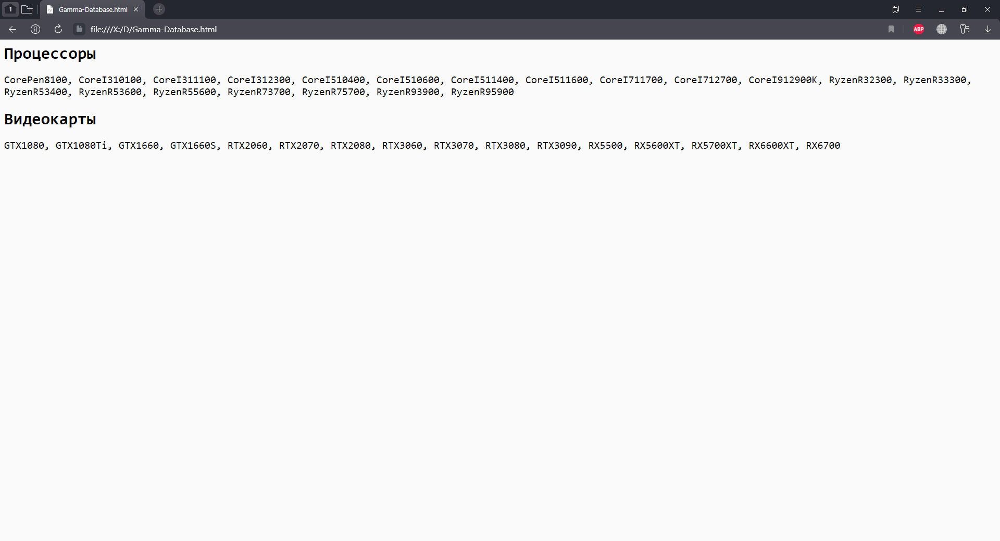 1
Gamma-Database.html
Я
file:///X:/D/Gamma-Database.html
ABP
Процессоры
CorePen8100, CoreI310100, CoreI311100, CoreI312300, CoreI510400, CoreI510600, CoreI511400, CoreI511600, CoreI711700, CoreI712700, CoreI912900K, RyzenR32300, RyzenR33300,
RyzenR53400, RyzenR53600, RyzenR55600, RyzenR73700, RyzenR75700, RyzenR93900, RyzenR95900
Видеокарты
GTX1080, GTX1080Ti, GTX1660, GTX1660S, RTX2060, RTX2070, RTX2080, RTX3060, RTX3070, RTX3080, RTX3090, RX5500, RX5600XT, RX5700XT, RX6600XT, RX6700